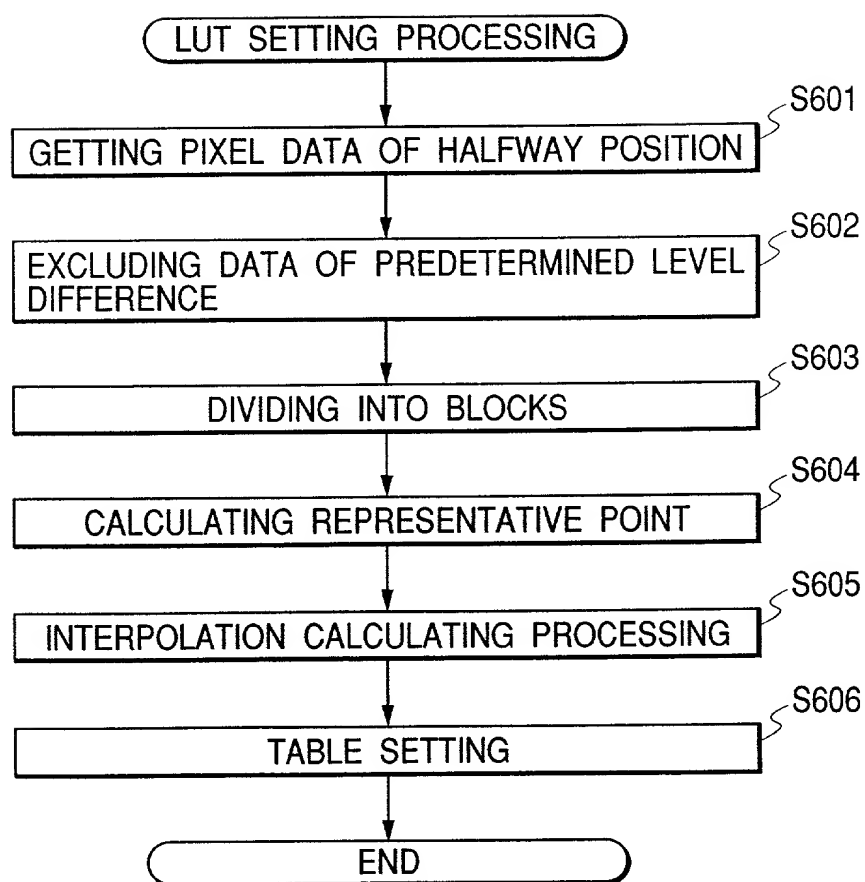 LUT SETTING PROCESSING
S601
GETTING PIXEL DATA OF HALFWAY POSITION
S602
EXCLUDING DATA OF PREDETERMINED LEVEL
DIFFERENCE
S603
DIVIDING INTO BLOCKS
S604
CALCULATING REPRESENTATIVE POINT
S605
INTERPOLATION CALCULATING PROCESSING
S606
TABLE SETTING
END